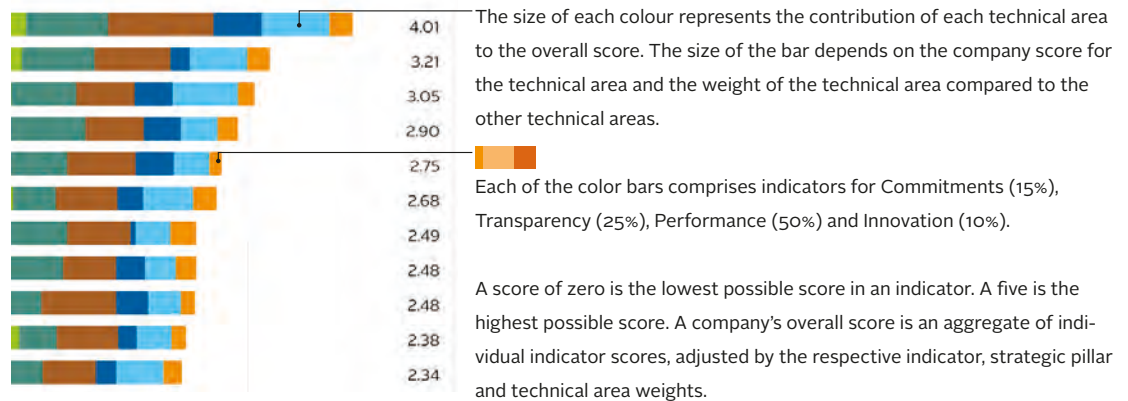 4.01
3.21
3.05
2.90
2.75
2.68
2.49
2.48
2.48
2.38
2.34
The size of each colour represents the contribution of each technical area
to the overall score. The size of the bar depends on the company score for
the technical area and the weight of the technical area compared to the
other technical areas.
Each of the color bars comprises indicators for Commitments (15%),
Transparency (25%), Performance (50%) and Innovation (10%).
A score of zero is the lowest possible score in an indicator. A five is the
highest possible score. A company’s overall score is an aggregate of indi-
vidual indicator scores, adjusted by the respective indicator, strategic pillar
and technical area weights.